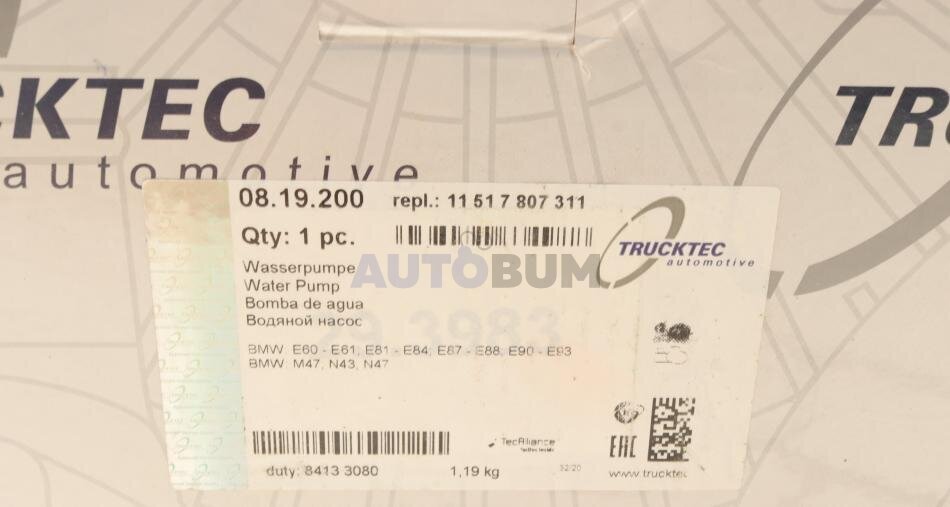 CKTEC
automotive
TR
08.19.200 repl.: 11 51 7 807 311
Qty: 1 pc.
TRUCKTEC
automotive
AUTOBUM
Wasserpumpe
Water Pump
Bomba de agua
Водяной насос
BMW: E60 - E61; E81 - E84; E87 - E88; E90 - E93
BMW: M47, N43, N47
EAC
TecAlliance
duty: 8413 3080 1,19 kg 32/20 www.trucktec